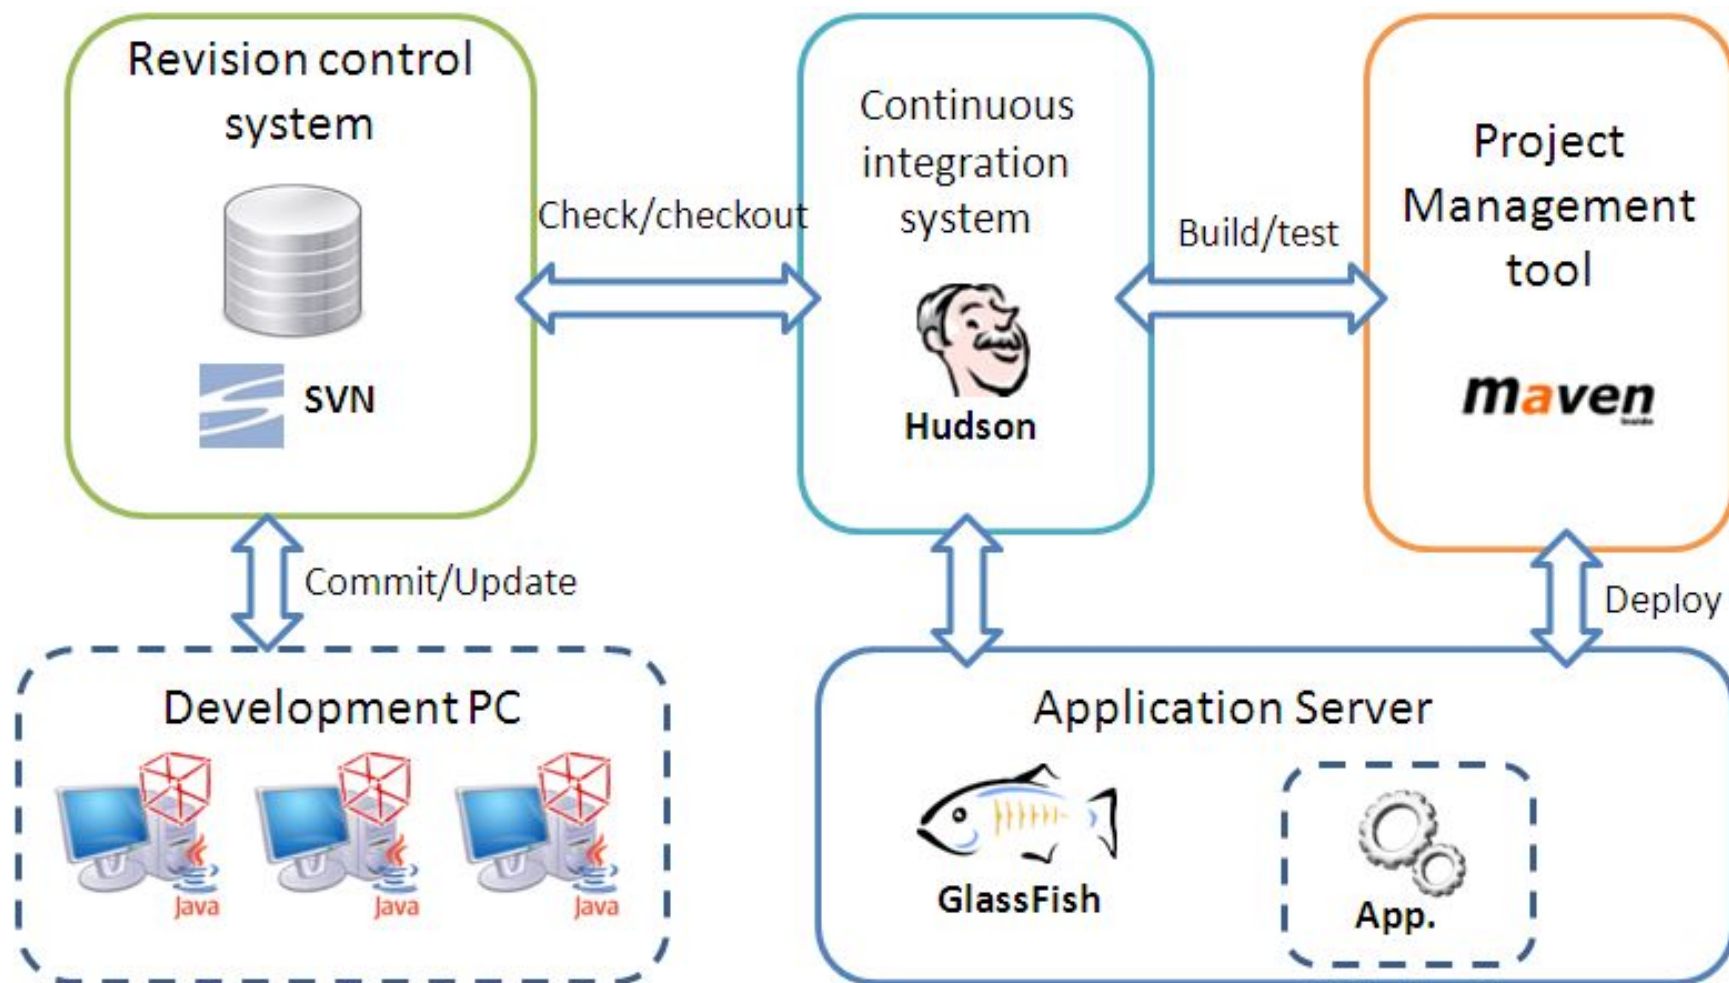 Revision control
system
SVN
Check/checkout
Continuous
integration
system
Hudson
Build/test
Project
Management
tool
maven
inside
Commit/Update
Deploy
Development PC
Java
Java
Java
Application Server
GlassFish
App.